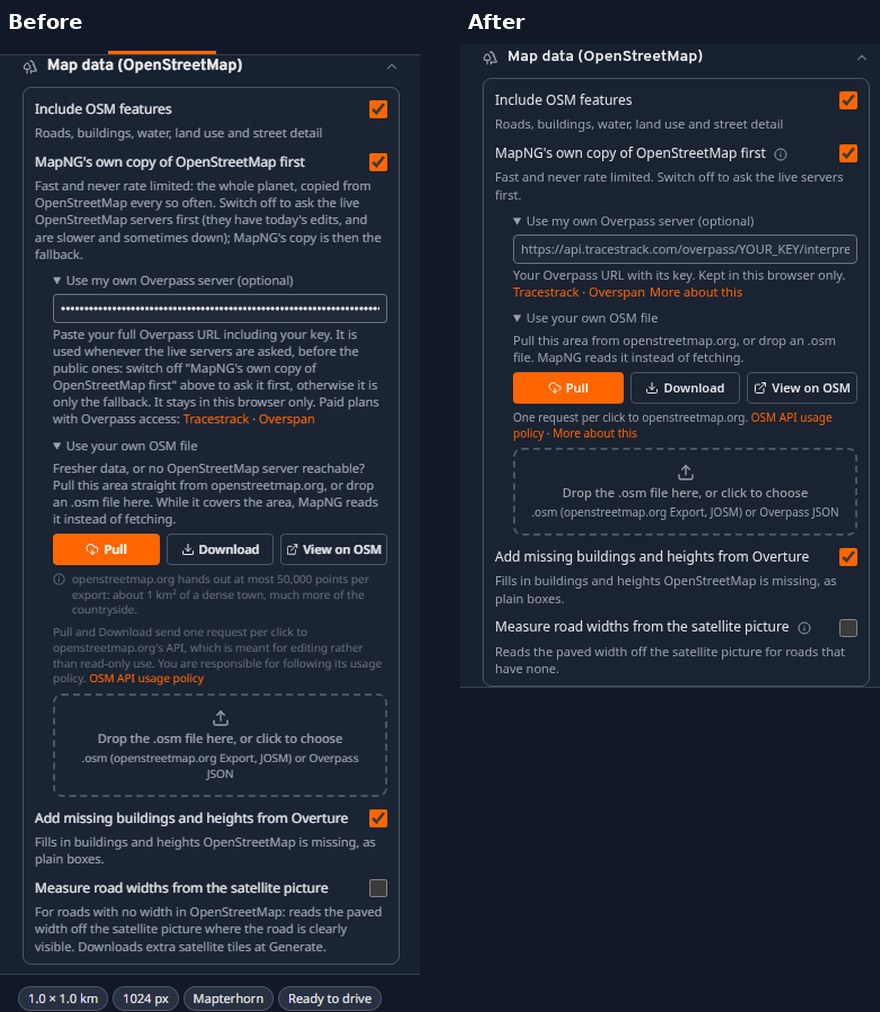 Before
Map data (OpenStreetMap)
Include OSM features
Roads, buildings, water, land use and street detail
MapNG's own copy of OpenStreetMap first
Fast and never rate limited: the whole planet, copied from
OpenStreetMap every so often. Switch off to ask the live
OpenStreetMap servers first (they have today's edits, and
are slower and sometimes down); MapNG's copy is then the
fallback.
Use my own Overpass server (optional)
Paste your full Overpass URL including your key. It is
used whenever the live servers are asked, before the
public ones: switch off "MapNG's own copy of
OpenStreetMap first" above to ask it first, otherwise it is
only the fallback. It stays in this browser only. Paid plans
with Overpass access: Tracestrack · Overspan
Use your own OSM file
Fresher data, or no OpenStreetMap server reachable?
Pull this area straight from openstreetmap.org, or drop
an .osm file here. While it covers the area, MapNG reads
it instead of fetching.
Pull
Download
View on OSM
openstreetmap.org hands out at most 50,000 points per
export: about 1 km² of a dense town, much more of the
countryside.
Pull and Download send one request per click to
openstreetmap.org's API, which is meant for editing rather
than read-only use. You are responsible for following its usage
policy. OSM API usage policy
Drop the .osm file here, or click to choose
.osm (openstreetmap.org Export, JOSM) or Overpass
JSON
Add missing buildings and heights from Overture
Fills in buildings and heights OpenStreetMap is missing, as
plain boxes.
Measure road widths from the satellite picture
For roads with no width in OpenStreetMap: reads the paved
width off the satellite picture where the road is clearly
visible. Downloads extra satellite tiles at Generate.
1.0 × 1.0 km
1024 px
Mapterhorn
Ready to drive
After
Map data (OpenStreetMap)
Include OSM features
Roads, buildings, water, land use and street detail
MapNG's own copy of OpenStreetMap first
Fast and never rate limited. Switch off to ask the live servers
first.
Use my own Overpass server (optional)
https://api.tracestrack.com/overpass/YOUR_KEY/interpre
Your Overpass URL with its key. Kept in this browser only.
Tracestrack · Overspan More about this
Use your own OSM file
Pull this area from openstreetmap.org, or drop an .osm
file. MapNG reads it instead of fetching.
Pull
Download
View on OSM
One request per click to openstreetmap.org. OSM API usage
policy · More about this
Drop the .osm file here, or click to choose
.osm (openstreetmap.org Export, JOSM) or Overpass JSON
Add missing buildings and heights from Overture
Fills in buildings and heights OpenStreetMap is missing, as
plain boxes.
Measure road widths from the satellite picture
Reads the paved width off the satellite picture for roads that
have none.